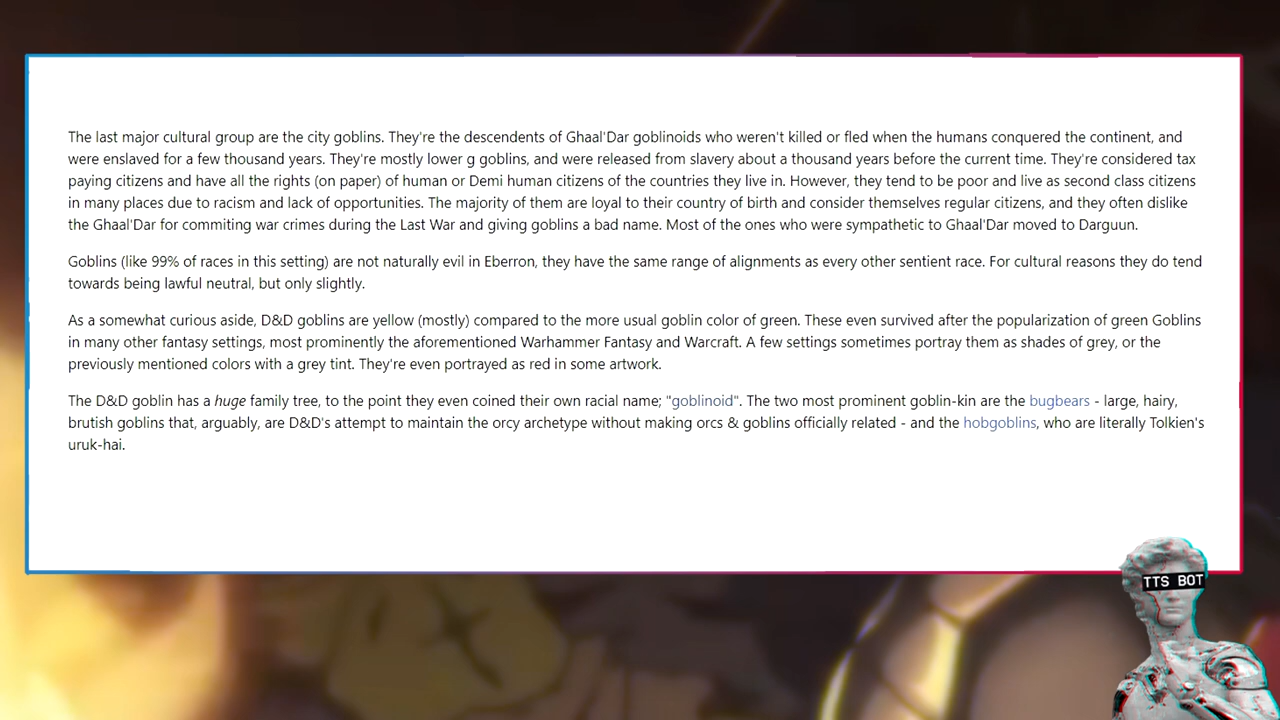 The last major cultural group are the city goblins. They're the descendents of Ghaal'Dar goblinoids who weren't killed or fled when the humans conquered the continent, and
were enslaved for a few thousand years. They're mostly lower g goblins, and were released from slavery about a thousand years before the current time. They're considered tax
paying citizens and have all the rights (on paper) of human or Demi human citizens of the countries they live in. However, they tend to be poor and live as second class citizens
in many places due to racism and lack of opportunities. The majority of them are loyal to their country of birth and consider themselves regular citizens, and they often dislike
the Ghaal'Dar for commiting war crimes during the Last War and giving goblins a bad name. Most of the ones who were sympathetic to Ghaal'Dar moved to Darguun.
Goblins (like 99% of races in this setting) are not naturally evil in Eberron, they have the same range of alignments as every other sentient race. For cultural reasons they do tend
towards being lawful neutral, but only slightly.
As a somewhat curious aside, D&D goblins are yellow (mostly) compared to the more usual goblin color of green. These even survived after the popularization of green Goblins
in many other fantasy settings, most prominently the aforementioned Warhammer Fantasy and Warcraft. A few settings sometimes portray them as shades of grey, or the
previously mentioned colors with a grey tint. They're even portrayed as red in some artwork.
The D&D goblin has a huge family tree, to the point they even coined their own racial name; "goblinoid". The two most prominent goblin-kin are the bugbears - large, hairy,
brutish goblins that, arguably, are D&D's attempt to maintain the orcy archetype without making orcs & goblins officially related - and the hobgoblins, who are literally Tolkien's
uruk-hai.
TTS BOT